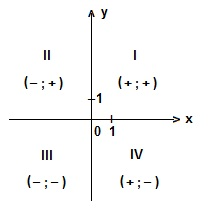 y
II I
(–;+) (+;+)
1
x
0 1
III IV
(–;–) (+;–)